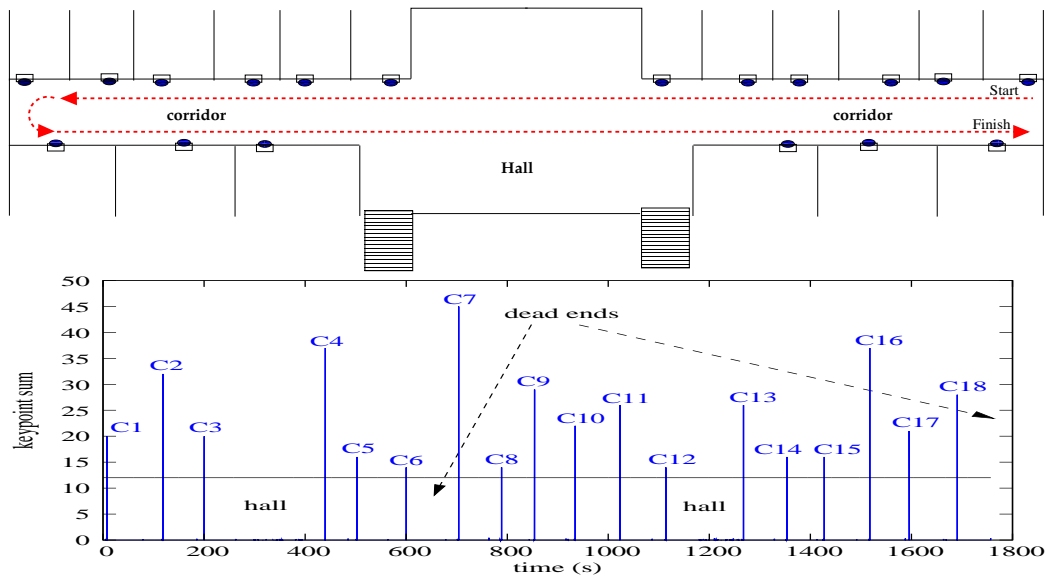 Start
corridor
corridor
Finish
Hall
50
45
40
35
30
25
20
15
10
5
0
keypoint sum
C1
C2
C3
C4
C5
C6
C7
C8
C9
C10
C11
C12
C13
C14
C15
C16
C17
C18
dead ends
hall
hall
0 200 400 600 800 1000 1200 1400 1600 1800
time (s)